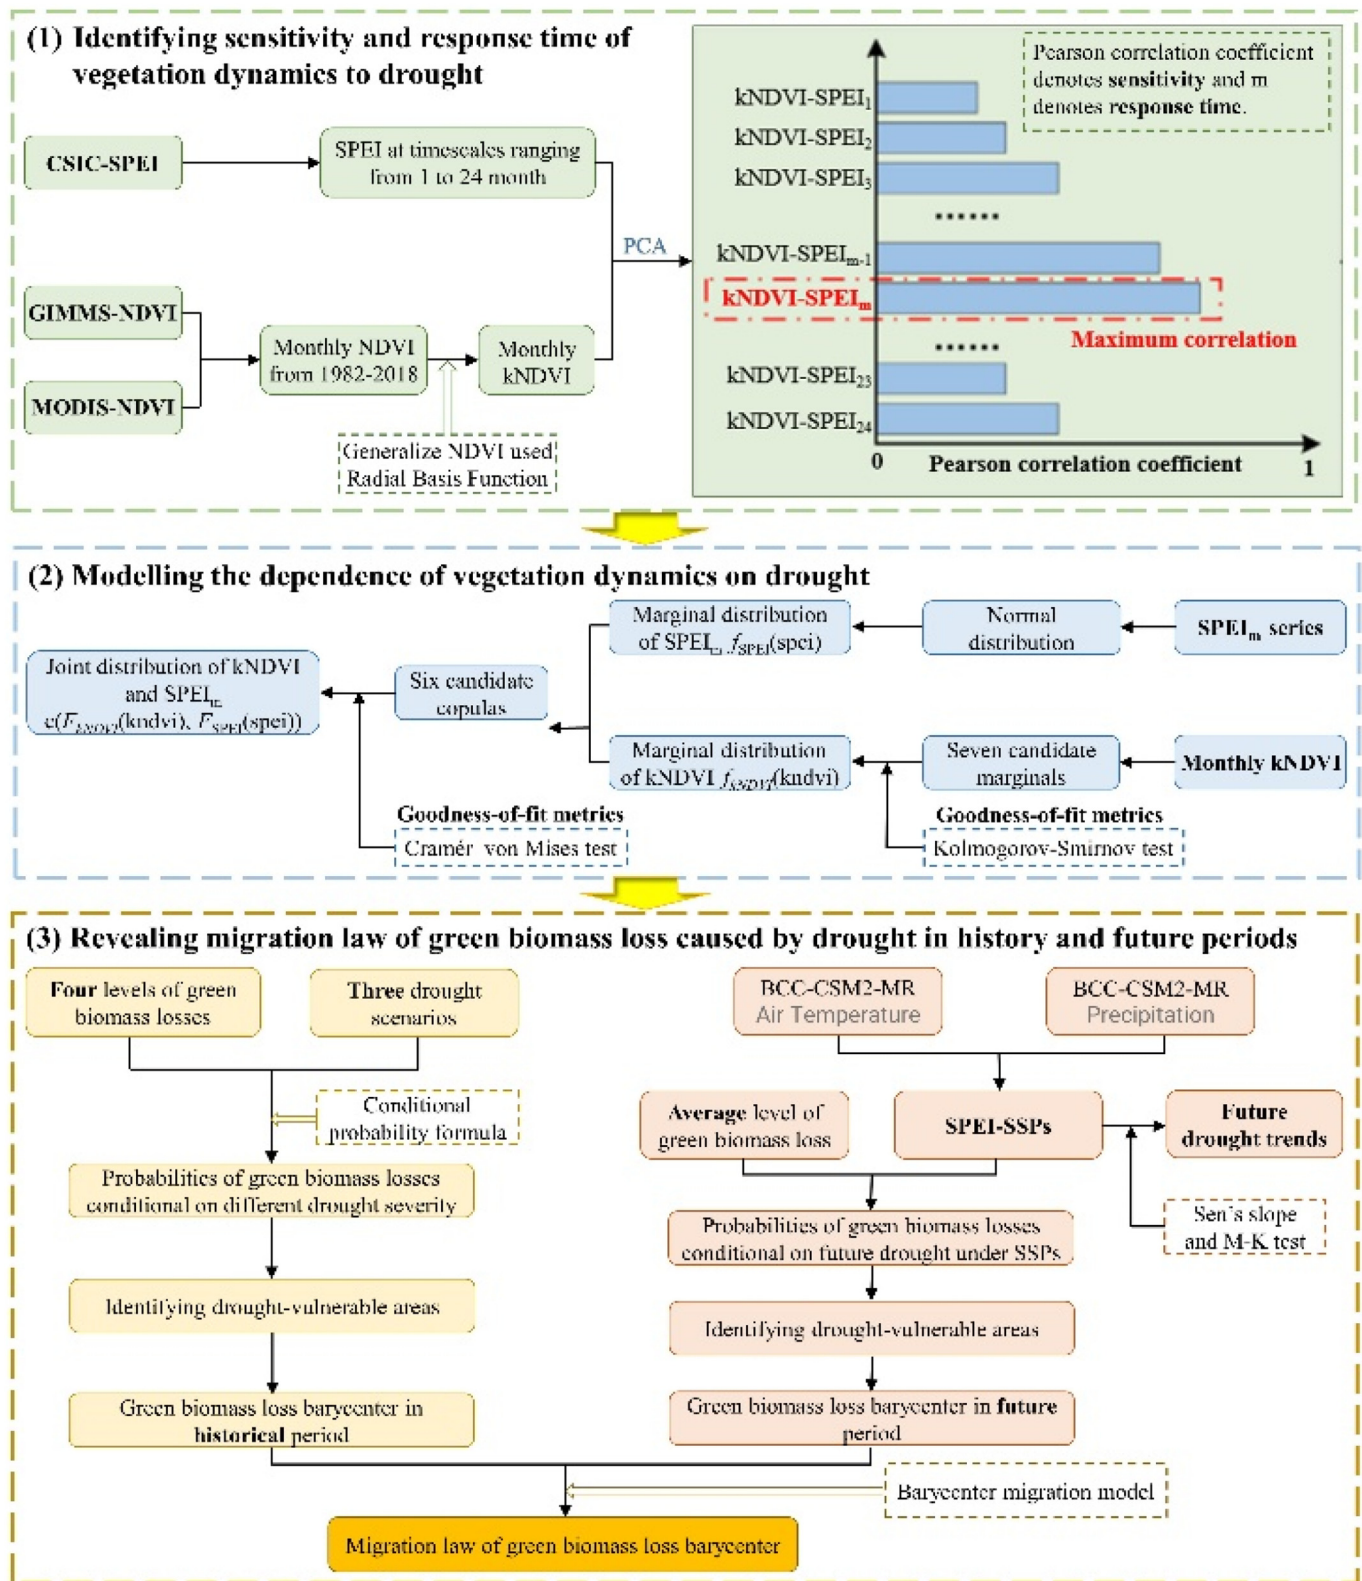 (1) Identifying sensitivity and response time of
vegetation dynamics to drought
CSIC-SPEI
SPEI at timescales ranging
from 1 to 24 month
GIMMS-NDVI
MODIS-NDVI
Monthly NDVI
from 1982-2018
Monthly
kNDVI
Generalize NDVI used
Radial Basis Function
PCA
Pearson correlation coefficient
denotes sensitivity and m
denotes response time.
kNDVI-SPEI1
kNDVI-SPEI2
kNDVI-SPEI3
......
kNDVI-SPEIm-1
kNDVI-SPEIm
Maximum correlation
......
kNDVI-SPEI23
kNDVI-SPEI24
0
Pearson correlation coefficient
1
(2) Modelling the dependence of vegetation dynamics on drought
Joint distribution of kNDVI
and SPEIm
c(FkNDVI(kndvi), FSPEI(spei))
Six candidate
copulas
Marginal distribution
of SPEIm fSPEI(spei)
Normal
distribution
SPEIm series
Marginal distribution
of kNDVI fkNDVI(kndvi)
Seven candidate
marginals
Monthly kNDVI
Goodness-of-fit metrics
Cramér von Mises test
Goodness-of-fit metrics
Kolmogorov-Smirnov test
(3) Revealing migration law of green biomass loss caused by drought in history and future periods
Four levels of green
biomass losses
Three drought
scenarios
Conditional
probability formula
Probabilities of green biomass losses
conditional on different drought severity
Identifying drought-vulnerable areas
Green biomass loss barycenter in
historical period
BCC-CSM2-MR
Air Temperature
BCC-CSM2-MR
Precipitation
Average level of
green biomass loss
SPEI-SSPs
Future
drought trends
Sen's slope
and M-K test
Probabilities of green biomass losses
conditional on future drought under SSPs
Identifying drought-vulnerable areas
Green biomass loss barycenter in future
period
Barycenter migration model
Migration law of green biomass loss barycenter